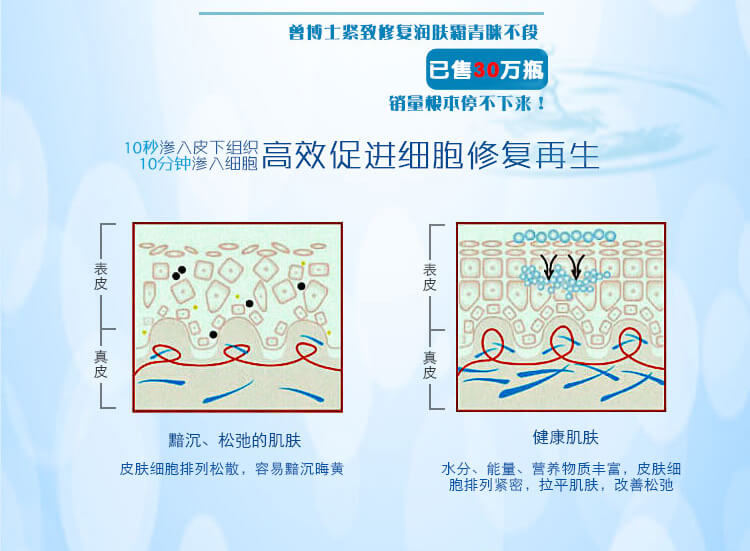 曾博士紧致修复润肤霜青睐不段
已售30万瓶
销量根本停不下来!
10秒渗入皮下组织
10分钟渗入细胞
高效促进细胞修复再生
表皮
真皮
表皮
真皮
黯沉、松弛的肌肤
皮肤细胞排列松散,容易黯沉晦黄
健康肌肤
水分、能量、营养物质丰富,皮肤细
胞排列紧密,拉平肌肤,改善松弛